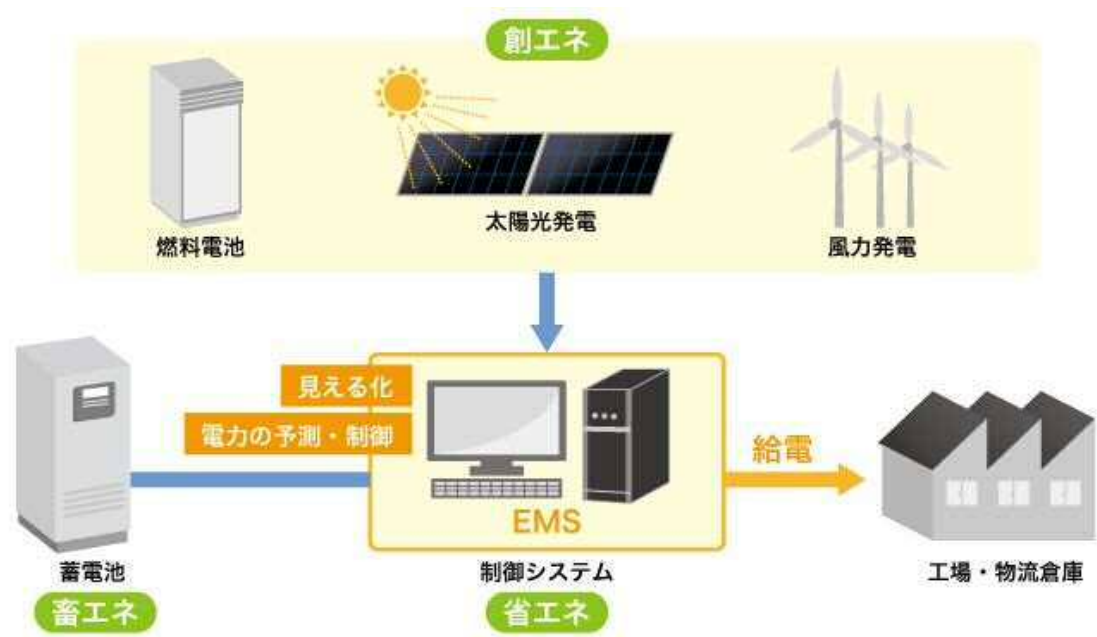 創エネ
燃料電池
太陽光発電
風力発電
見える化
電力の予測・制御
EMS
給電
蓄電池
畜エネ
制御システム
省エネ
工場・物流倉庫